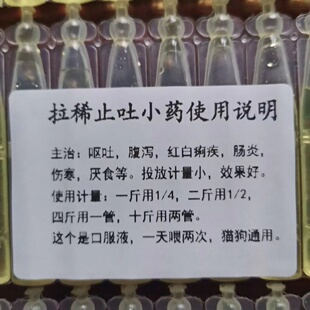 拉稀止吐小药使用说明
主治：呕吐，腹泻，红白痢疾，肠炎，
伤寒，厌食等。投放计量小，效果好。
使用计量：一斤用1/4，二斤用1/2，
四斤用一管，十斤用两管。
这个是口服液，一天喂两次，猫狗通用。